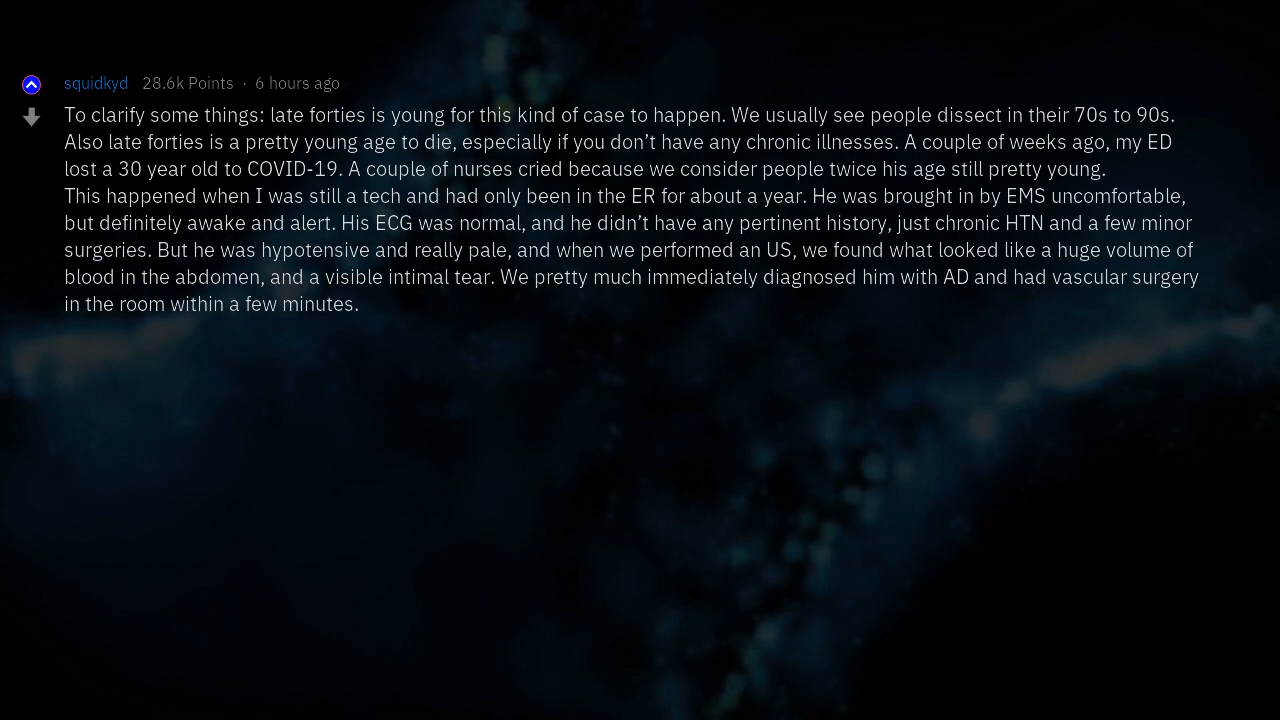 squidkyd 28.6k Points · 6 hours ago
To clarify some things: late forties is young for this kind of case to happen. We usually see people dissect in their 70s to 90s.
Also late forties is a pretty young age to die, especially if you don’t have any chronic illnesses. A couple of weeks ago, my ED
lost a 30 year old to COVID-19. A couple of nurses cried because we consider people twice his age still pretty young.
This happened when I was still a tech and had only been in the ER for about a year. He was brought in by EMS uncomfortable,
but definitely awake and alert. His ECG was normal, and he didn’t have any pertinent history, just chronic HTN and a few minor
surgeries. But he was hypotensive and really pale, and when we performed an US, we found what looked like a huge volume of
blood in the abdomen, and a visible intimal tear. We pretty much immediately diagnosed him with AD and had vascular surgery
in the room within a few minutes.